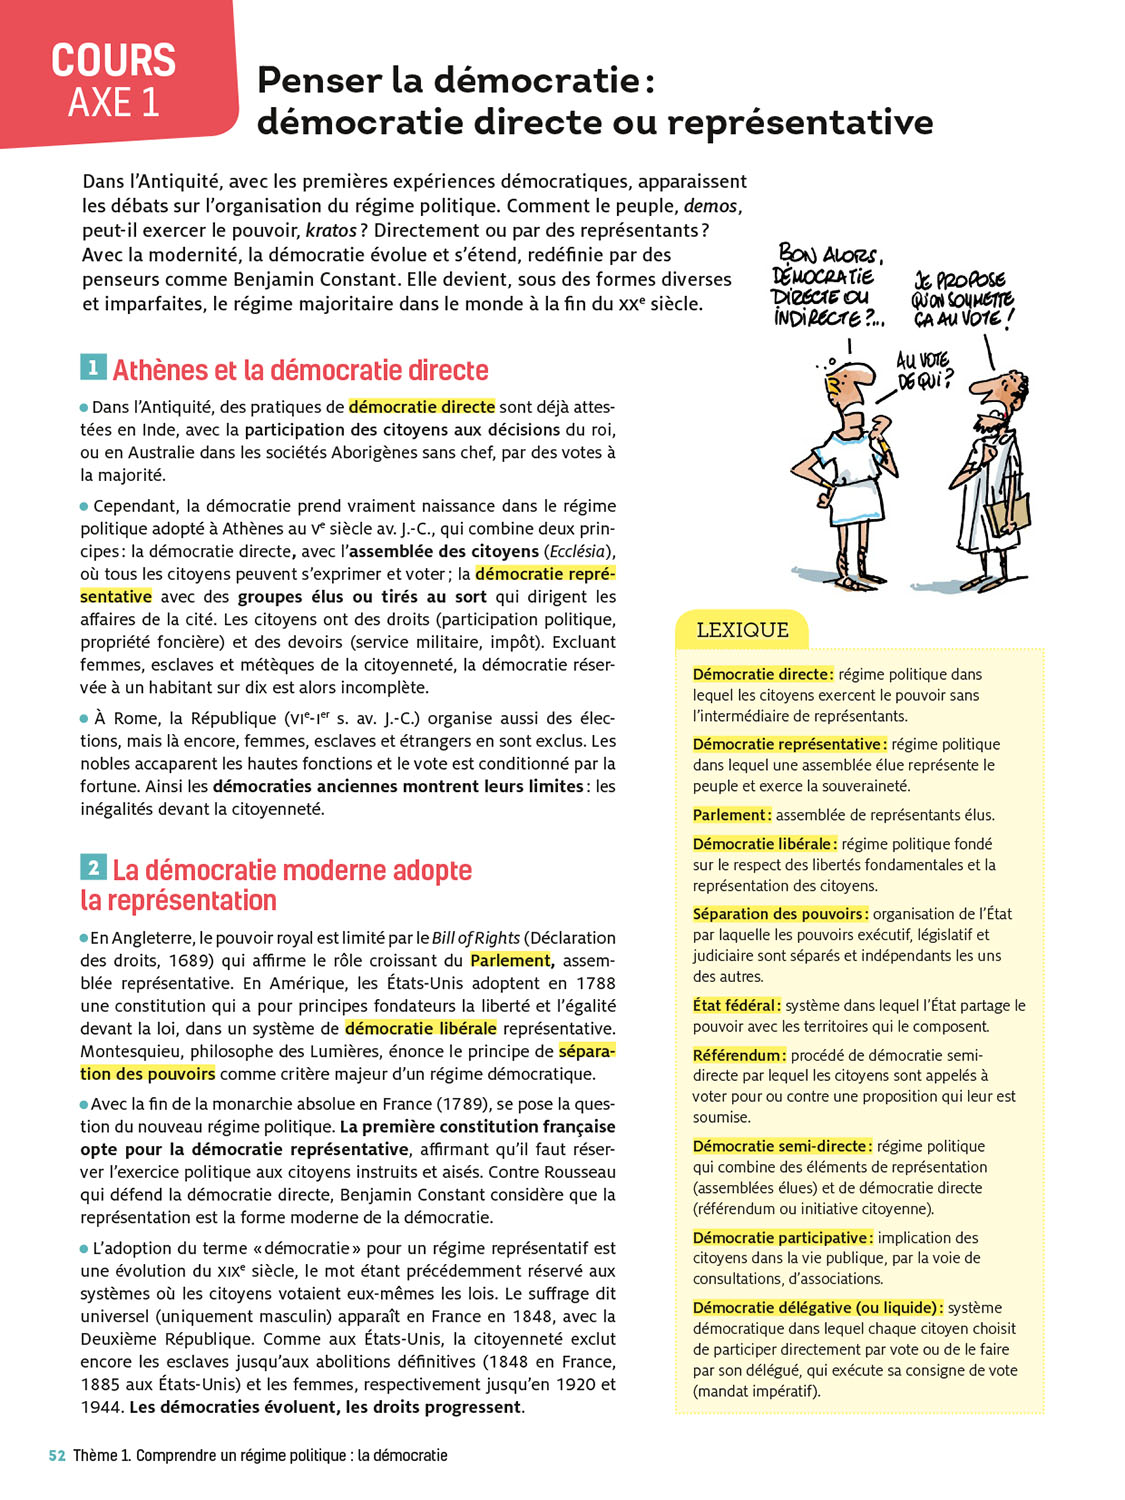 COURS
AXE 1
Penser la démocratie :
démocratie directe ou représentative
Dans l'Antiquité, avec les premières expériences démocratiques, apparaissent
les débats sur l'organisation du régime politique. Comment le peuple, demos,
peut-il exercer le pouvoir, kratos ? Directement ou par des représentants ?
Avec la modernité, la démocratie évolue et s'étend, redéfinie par des
penseurs comme Benjamin Constant. Elle devient, sous des formes diverses
et imparfaites, le régime majoritaire dans le monde à la fin du XXe siècle.
BON ALORS,
DÉMOCRATIE
DIRECTE OU
INDIRECTE ?...
JE PROPOSE
QU'ON SOUMETTE
ÇA AU VOTE !
AU VOTE
DE QUI ?
1 Athènes et la démocratie directe
• Dans l'Antiquité, des pratiques de démocratie directe sont déjà attes-
tées en Inde, avec la participation des citoyens aux décisions du roi,
ou en Australie dans les sociétés Aborigènes sans chef, par des votes à
la majorité.
• Cependant, la démocratie prend vraiment naissance dans le régime
politique adopté à Athènes au Ve siècle av. J.-C., qui combine deux prin-
cipes : la démocratie directe, avec l'assemblée des citoyens (Ecclésia),
où tous les citoyens peuvent s'exprimer et voter ; la démocratie repré-
sentative avec des groupes élus ou tirés au sort qui dirigent les
affaires de la cité. Les citoyens ont des droits (participation politique,
propriété foncière) et des devoirs (service militaire, impôt). Excluant
femmes, esclaves et métèques de la citoyenneté, la démocratie réser-
vée à un habitant sur dix est alors incomplète.
• À Rome, la République (VIe-Ier s. av. J.-C.) organise aussi des élec-
tions, mais là encore, femmes, esclaves et étrangers en sont exclus. Les
nobles accaparent les hautes fonctions et le vote est conditionné par la
fortune. Ainsi les démocraties anciennes montrent leurs limites : les
inégalités devant la citoyenneté.
2 La démocratie moderne adopte
la représentation
• En Angleterre, le pouvoir royal est limité par le Bill of Rights (Déclaration
des droits, 1689) qui affirme le rôle croissant du Parlement, assem-
blée représentative. En Amérique, les États-Unis adoptent en 1788
une constitution qui a pour principes fondateurs la liberté et l'égalité
devant la loi, dans un système de démocratie libérale représentative.
Montesquieu, philosophe des Lumières, énonce le principe de sépara-
tion des pouvoirs comme critère majeur d'un régime démocratique.
• Avec la fin de la monarchie absolue en France (1789), se pose la ques-
tion du nouveau régime politique. La première constitution française
opte pour la démocratie représentative, affirmant qu'il faut réser-
ver l'exercice politique aux citoyens instruits et aisés. Contre Rousseau
qui défend la démocratie directe, Benjamin Constant considère que la
représentation est la forme moderne de la démocratie.
• L'adoption du terme « démocratie » pour un régime représentatif est
une évolution du XIXe siècle, le mot étant précédemment réservé aux
systèmes où les citoyens votaient eux-mêmes les lois. Le suffrage dit
universel (uniquement masculin) apparaît en France en 1848, avec la
Deuxième République. Comme aux États-Unis, la citoyenneté exclut
encore les esclaves jusqu'aux abolitions définitives (1848 en France,
1885 aux États-Unis) et les femmes, respectivement jusqu'en 1920 et
1944. Les démocraties évoluent, les droits progressent.
LEXIQUE
Démocratie directe : régime politique dans
lequel les citoyens exercent le pouvoir sans
l'intermédiaire de représentants.
Démocratie représentative : régime politique
dans lequel une assemblée élue représente le
peuple et exerce la souveraineté.
Parlement : assemblée de représentants élus.
Démocratie libérale : régime politique fondé
sur le respect des libertés fondamentales et la
représentation des citoyens.
Séparation des pouvoirs : organisation de l'État
par laquelle les pouvoirs exécutif, législatif et
judiciaire sont séparés et indépendants les uns
des autres.
État fédéral : système dans lequel l'État partage le
pouvoir avec les territoires qui le composent.
Référendum : procédé de démocratie semi-
directe par lequel les citoyens sont appelés à
voter pour ou contre une proposition qui leur est
soumise.
Démocratie semi-directe : régime politique
qui combine des éléments de représentation
(assemblées élues) et de démocratie directe
(référendum ou initiative citoyenne).
Démocratie participative : implication des
citoyens dans la vie publique, par la voie de
consultations, d'associations.
Démocratie délégative (ou liquide) : système
démocratique dans lequel chaque citoyen choisit
de participer directement par vote ou de le faire
par son délégué, qui exécute sa consigne de vote
(mandat impératif).
52 Thème 1. Comprendre un régime politique : la démocratie